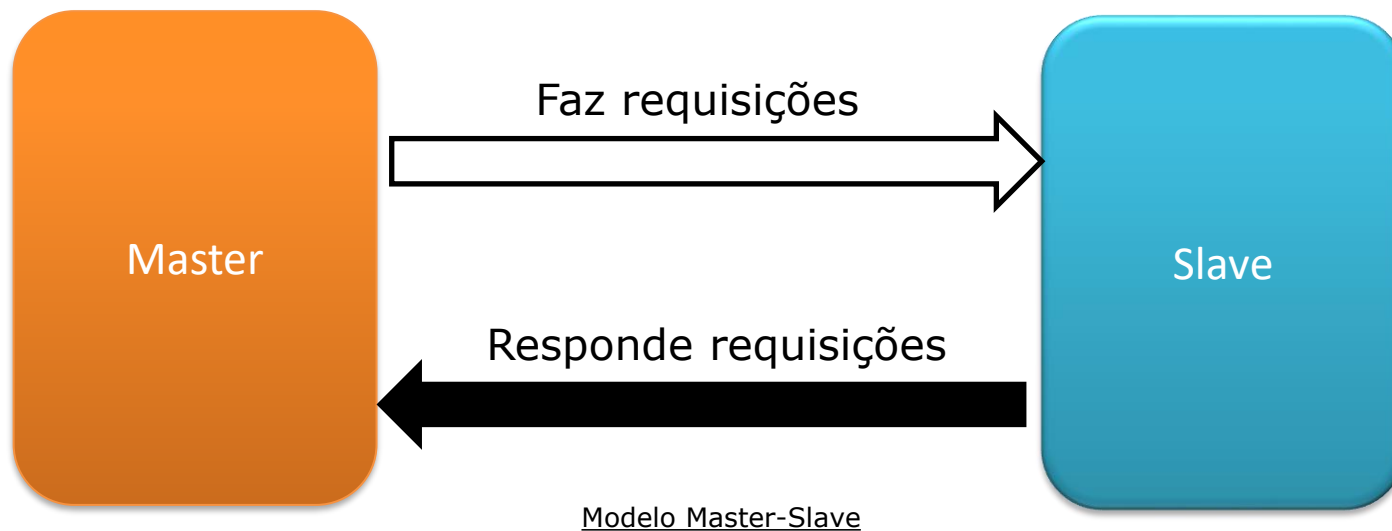 Faz requisições
Master
Slave
Responde requisições
Modelo Master-Slave